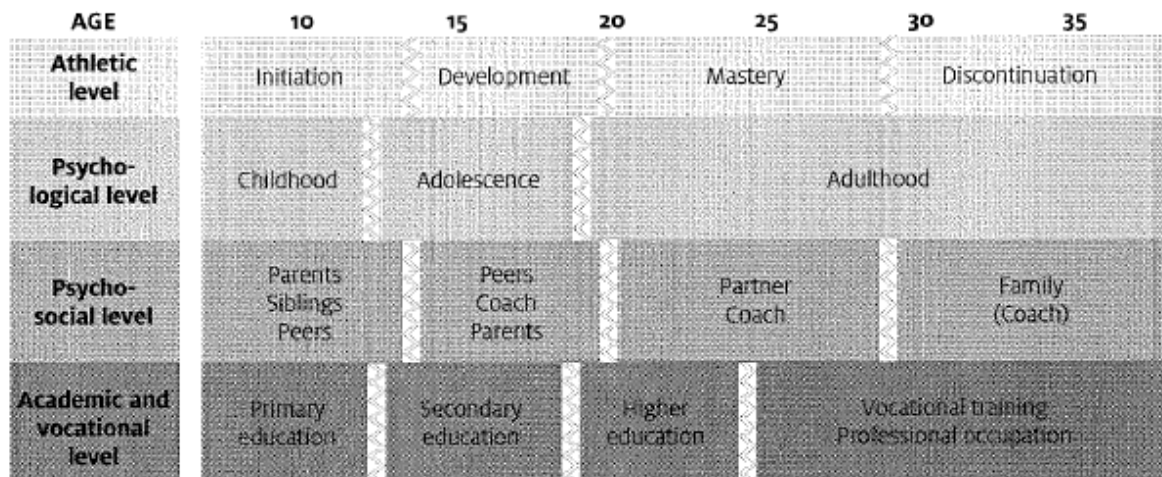 AGE 10 15 20 25 30 35
Athletic
level
Initiation Development Mastery Discontinuation
Psycho-
logical level
Childhood Adolescence Adulthood
Psycho-
social level
Parents
Siblings
Peers
Peers
Coach
Parents
Partner
Coach
Family
(Coach)
Academic and
vocational
level
Primary
education
Secondary
education
Higher
education
Vocational training
Professional occupation